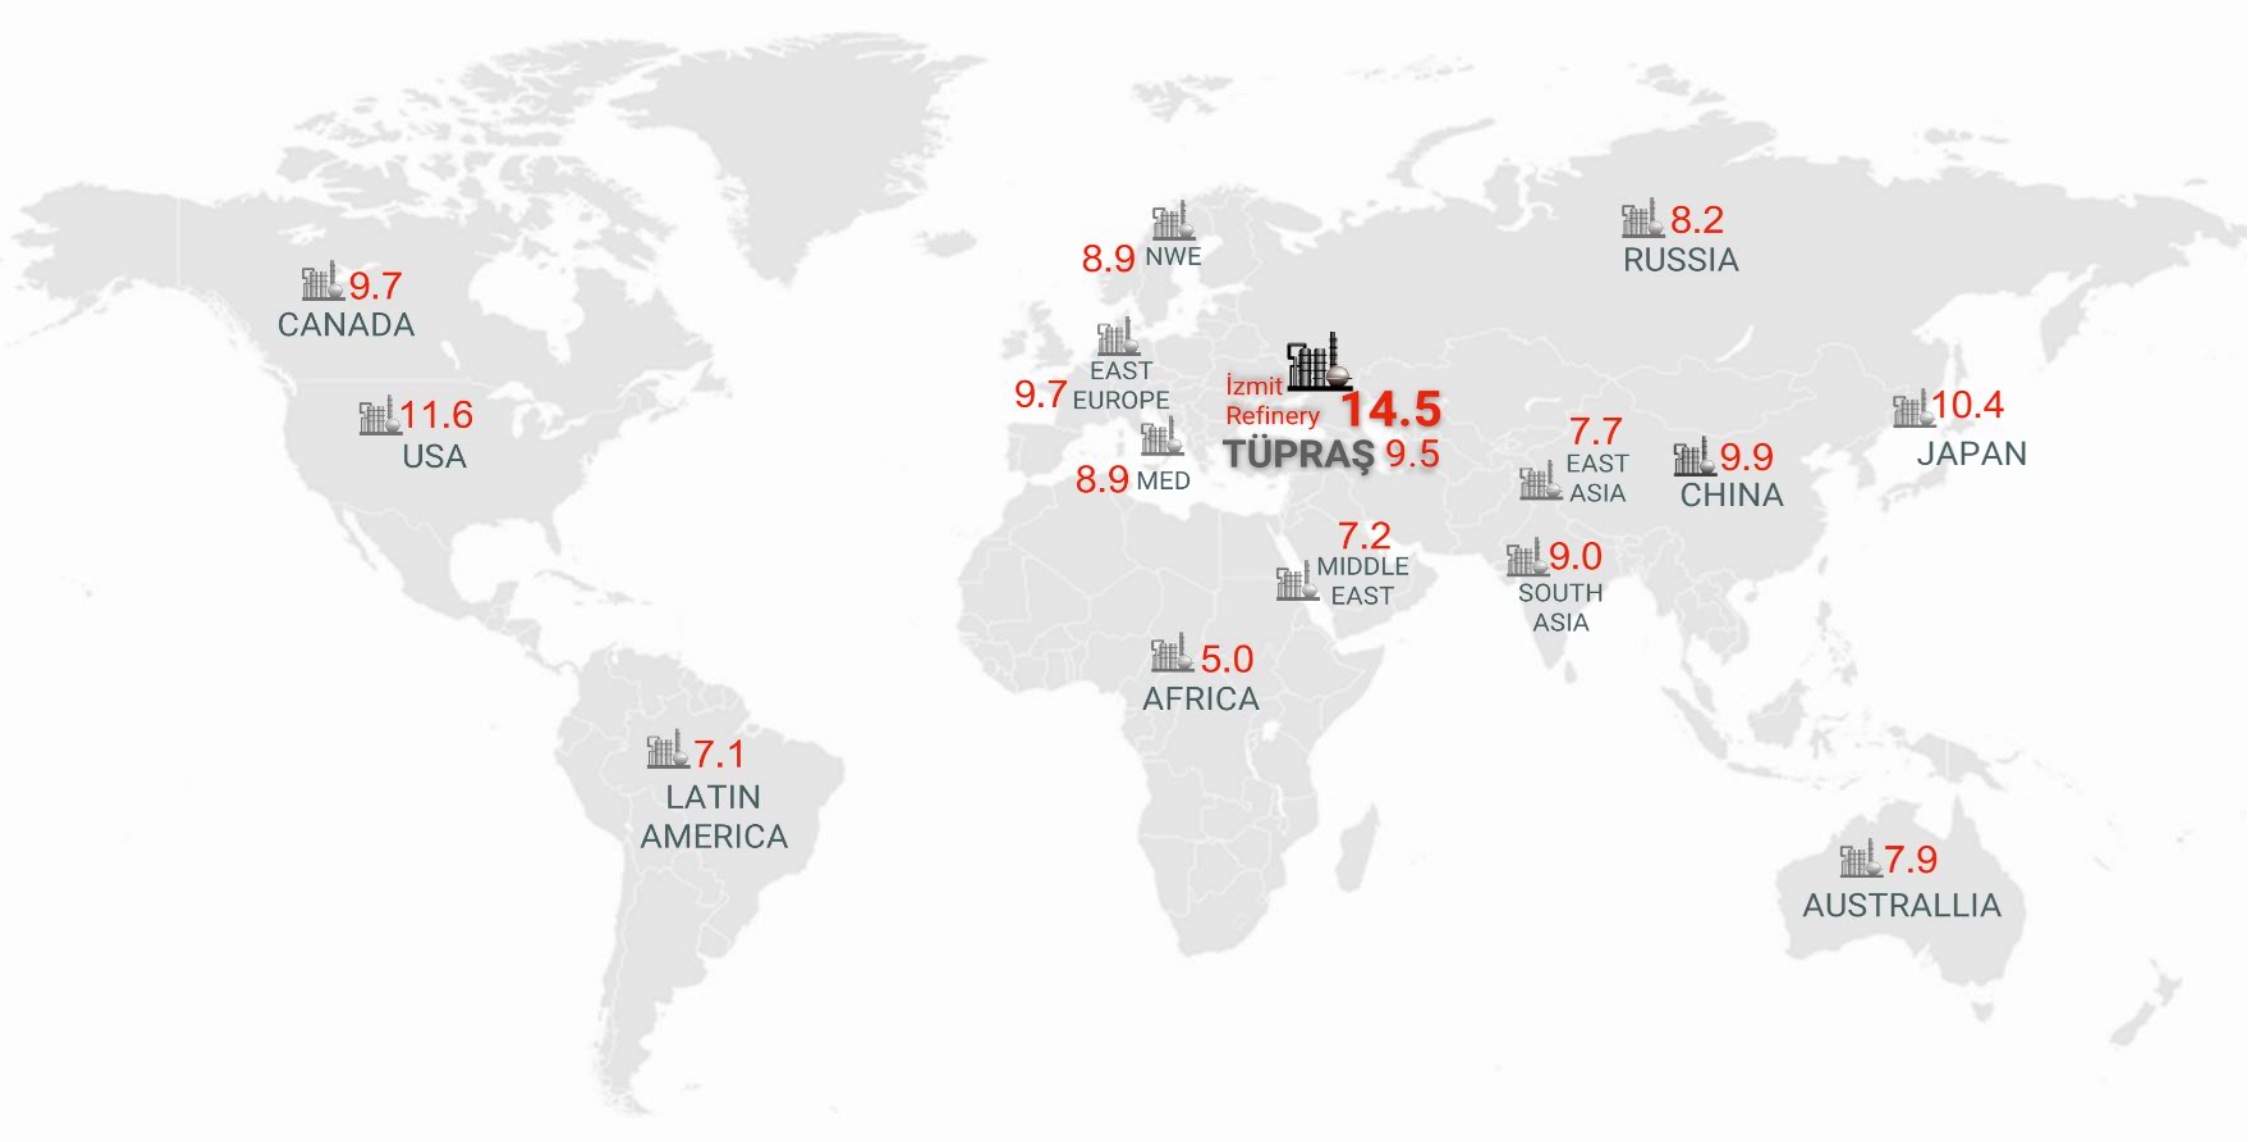 8.2
RUSSIA
8.9 NWE
9.7
CANADA
EAST
9.7 EUROPE
İzmit
Refinery 14.5
TÜPRAŞ 9.5
11.6
USA
10.4
JAPAN
7.7
EAST
ASIA
9.9
CHINA
8.9 MED
7.2
MIDDLE
EAST
9.0
SOUTH
ASIA
5.0
AFRICA
7.1
LATIN
AMERICA
7.9
AUSTRALLIA